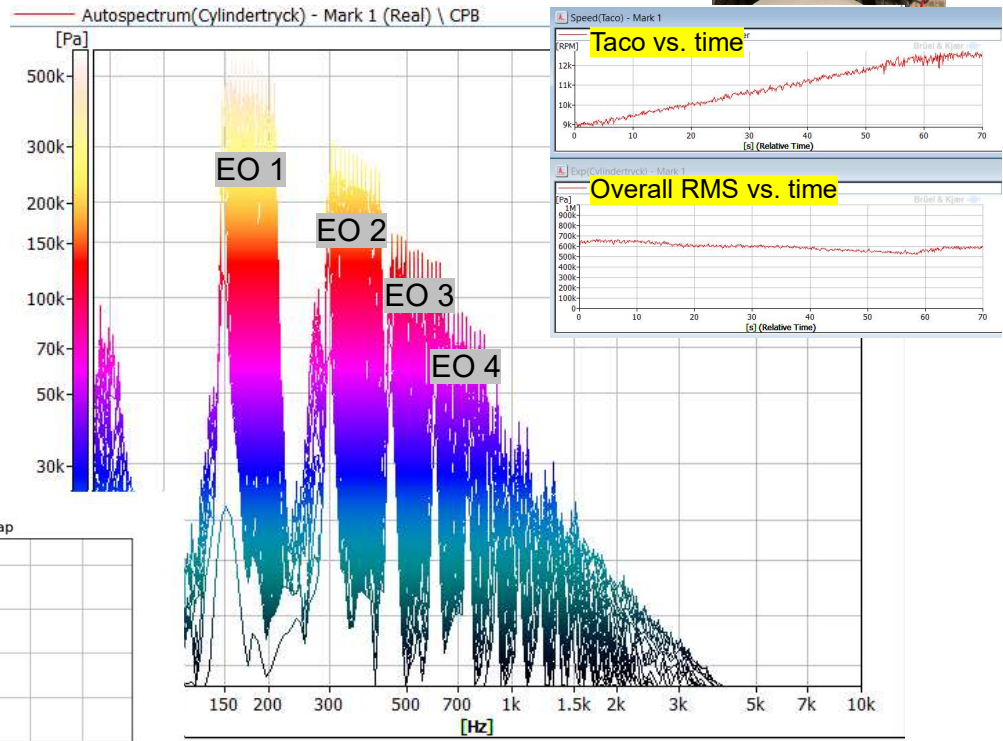 Autospectrum(Cylindertryck) - Mark 1 (Real) \ CPB
[Pa]
500k
300k
200k
150k
100k
70k
50k
30k
EO 1
EO 2
EO 3
EO 4
150 200 300 500 700 1k 1.5k 2k 3k 5k 7k 10k
[Hz]
Speed(Taco) - Mark 1
[RPM]
Taco vs. time
Brüel & Kjær
12k
11k
10k
9k
0 10 20 30 40 50 60 70
[s] (Relative Time)
Exp(Cylindertryck) - Mark 1
[Pa]
Overall RMS vs. time
Brüel & Kjær
1M
900k
800k
700k
600k
500k
400k
300k
200k
100k
0
0 10 20 30 40 50 60 70
[s] (Relative Time)